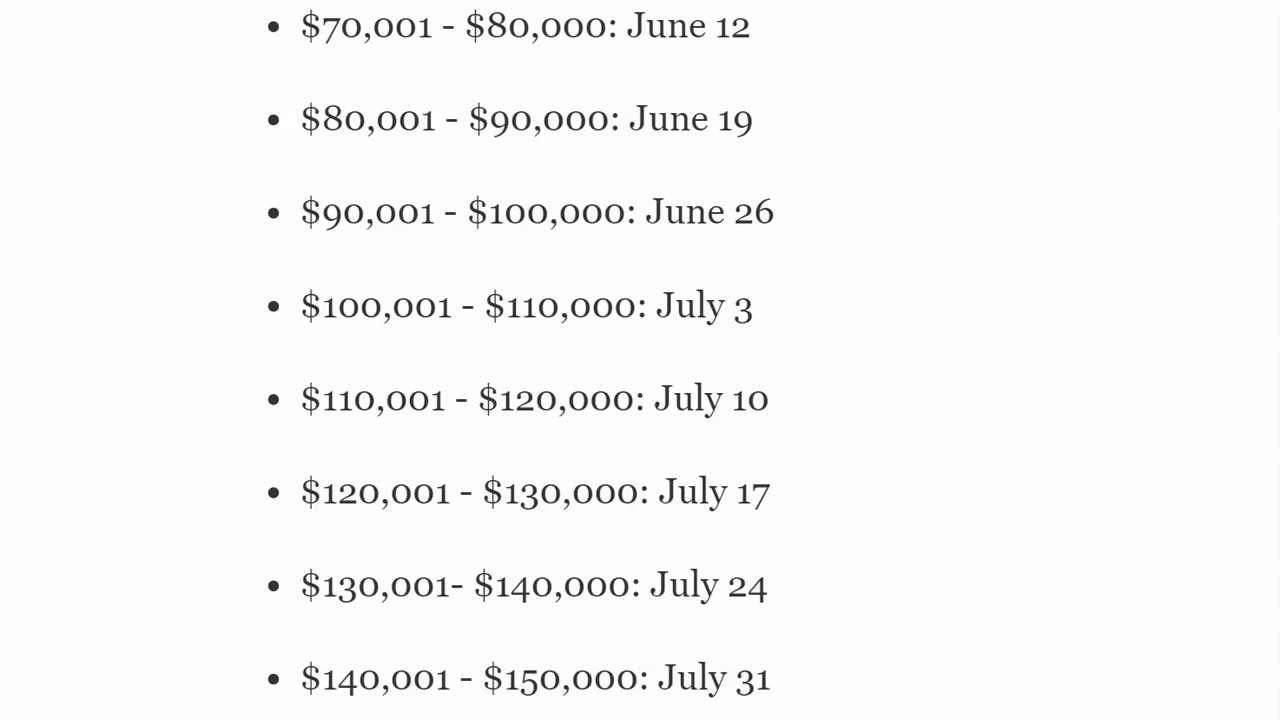 • $70,001 - $80,000: June 12
• $80,001 - $90,000: June 19
• $90,001 - $100,000: June 26
• $100,001 - $110,000: July 3
• $110,001 - $120,000: July 10
• $120,001 - $130,000: July 17
• $130,001- $140,000: July 24
• $140,001 - $150,000: July 31